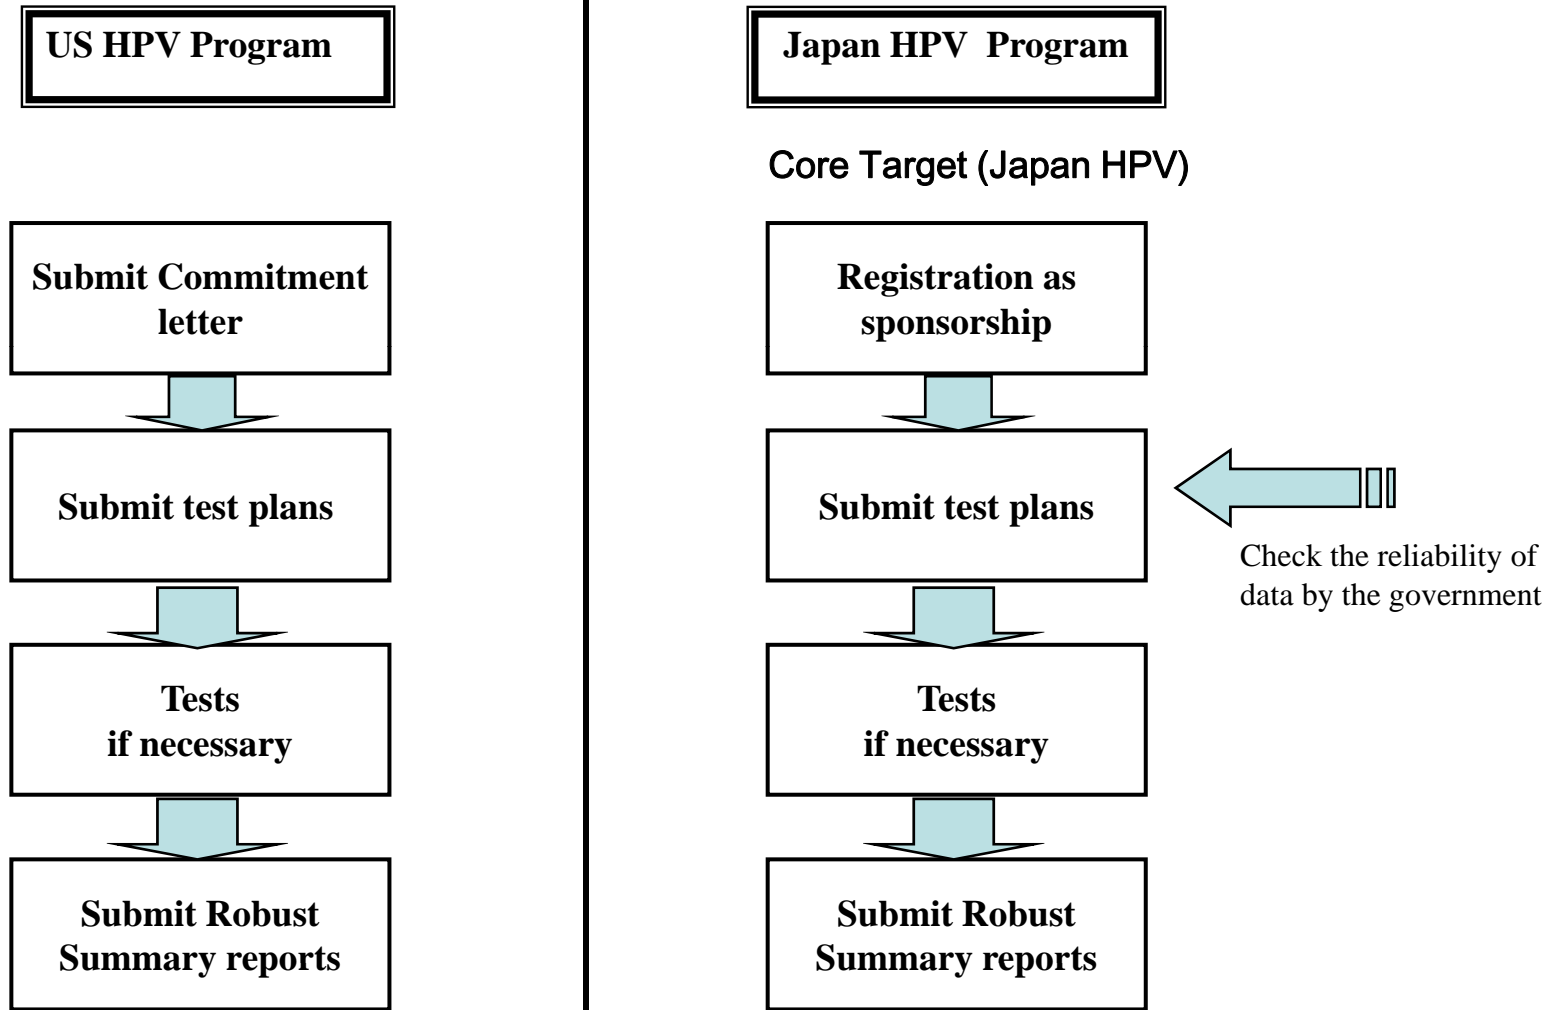 US HPV Program
Submit Commitment
letter
Submit test plans
Tests
if necessary
Submit Robust
Summary reports
Japan HPV Program
Core Target (Japan HPV)
Registration as
sponsorship
Submit test plans
Check the reliability of
data by the government
Tests
if necessary
Submit Robust
Summary reports